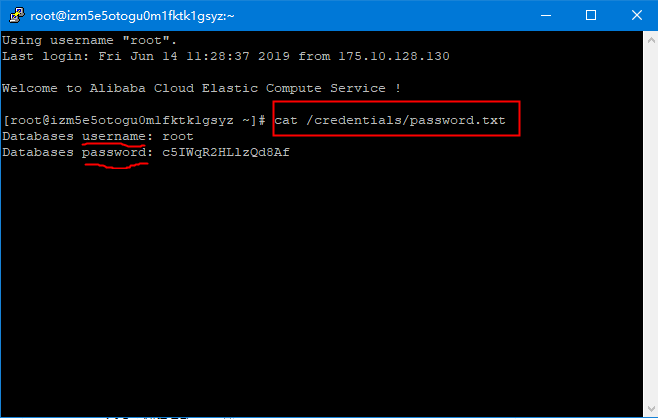 root@izm5e5otogu0m1fktk1gsyz:~
Using username "root".
Last login: Fri Jun 14 11:28:37 2019 from 175.10.128.130
Welcome to Alibaba Cloud Elastic Compute Service !
[root@izm5e5otogu0m1fktk1gsyz ~]# cat /credentials/password.txt
Databases username: root
Databases password: c5IWqR2HLlzQd8Af